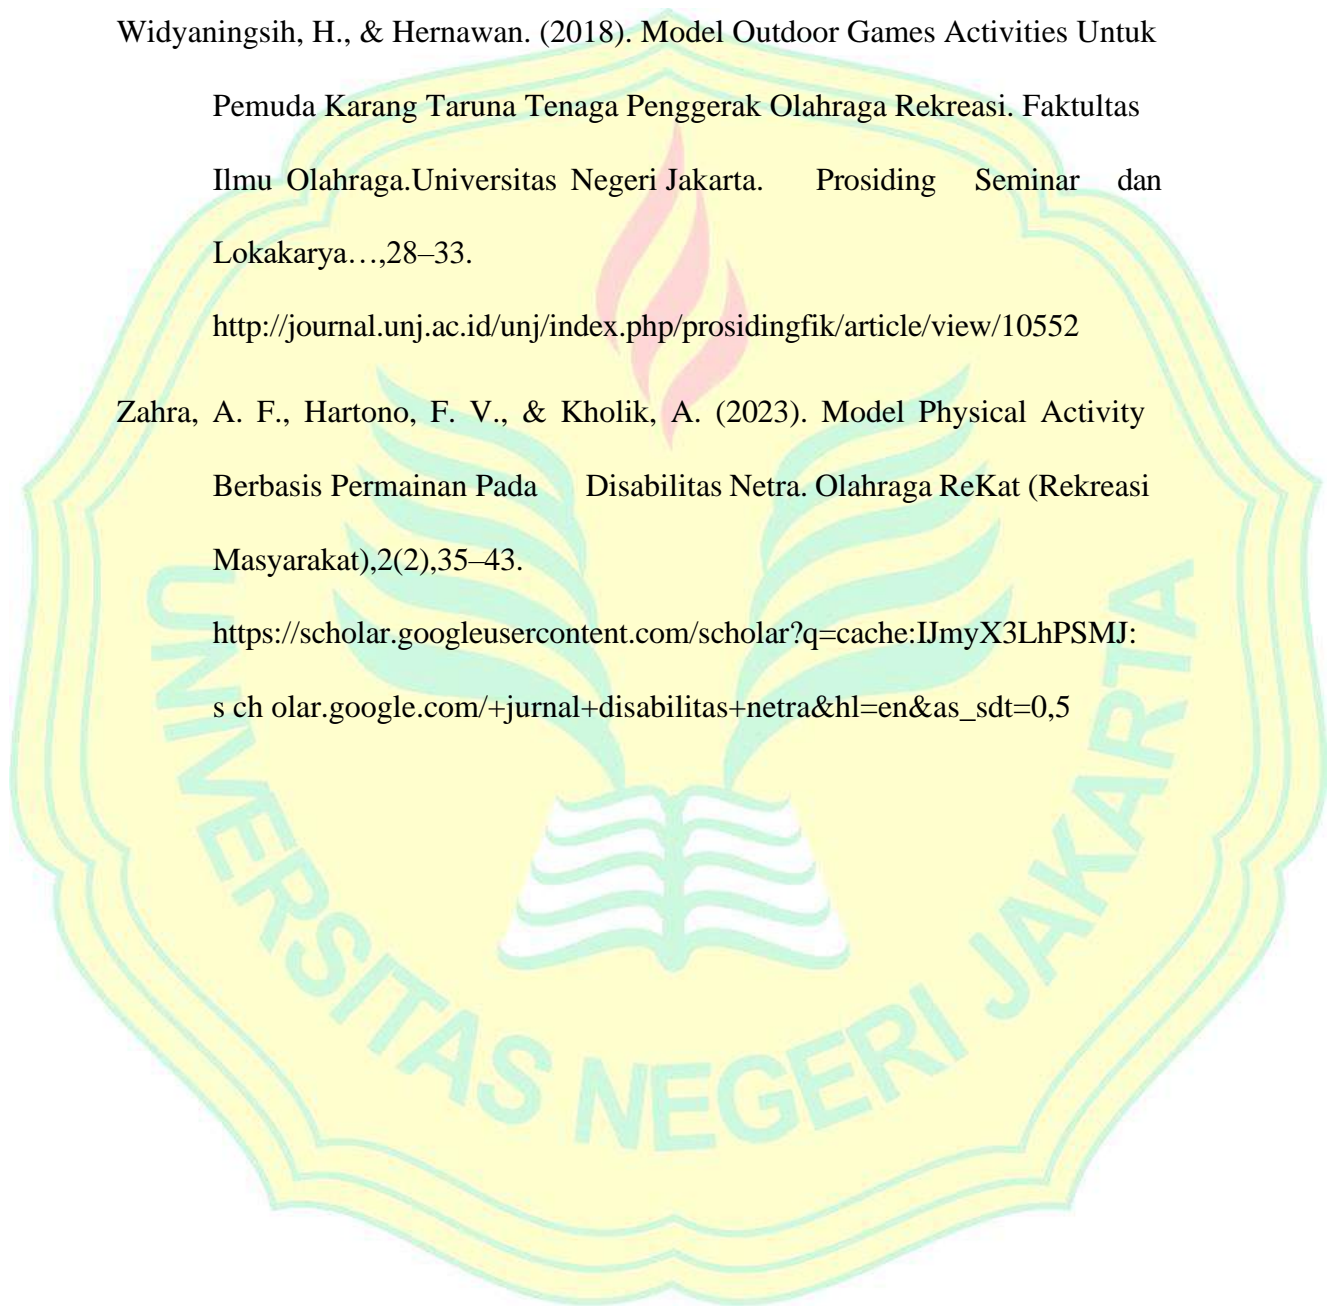 Widyaningsih, H., & Hernawan. (2018). Model Outdoor Games Activities Untuk
Pemuda Karang Taruna Tenaga Penggerak Olahraga Rekreasi. Faktultas
Ilmu Olahraga.Universitas Negeri Jakarta. Prosiding Seminar dan
Lokakarya…,28–33.
http://journal.unj.ac.id/unj/index.php/prosidingfik/article/view/10552
Zahra, A. F., Hartono, F. V., & Kholik, A. (2023). Model Physical Activity
Berbasis Permainan Pada Disabilitas Netra. Olahraga ReKat (Rekreasi
Masyarakat),2(2),35–43.
https://scholar.googleusercontent.com/scholar?q=cache:IJmyX3LhPSMJ:
s ch olar.google.com/+jurnal+disabilitas+netra&hl=en&as_sdt=0,5
UNIVERSITAS NEGERI JAKARTA